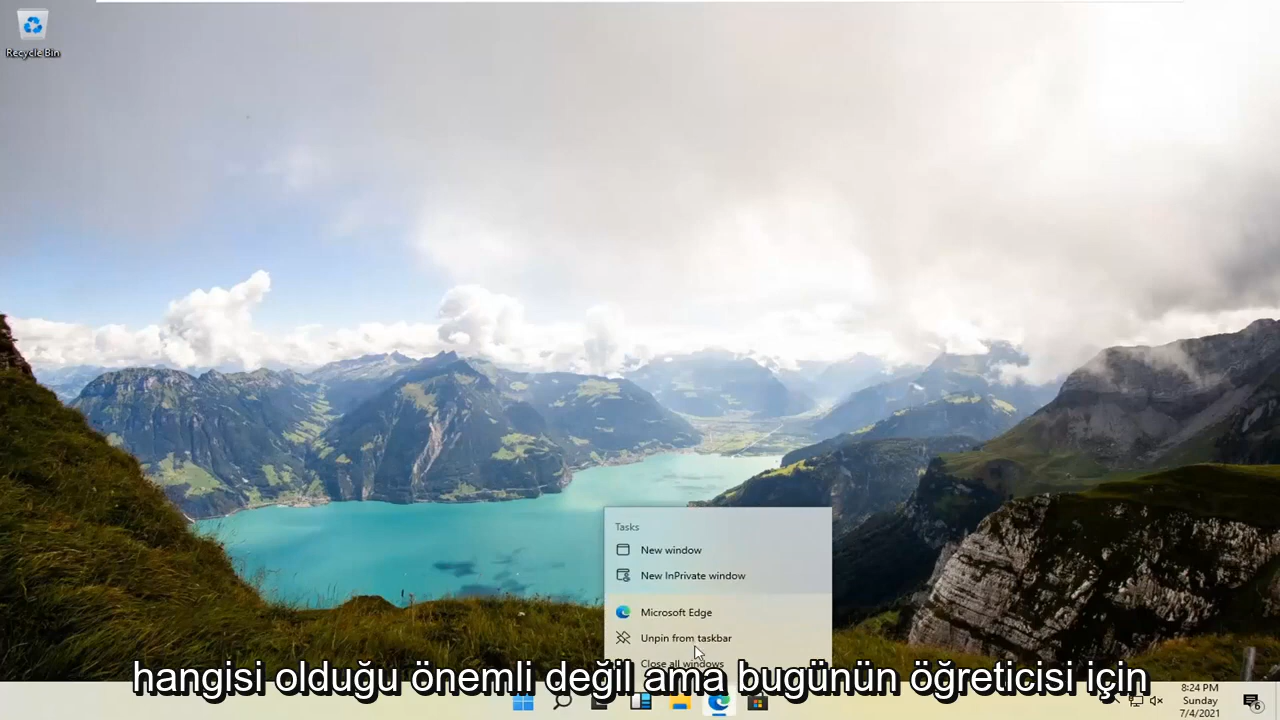 Recycle Bin
Tasks
New window
New InPrivate window
Microsoft Edge
Unpin from taskbar
Close all windows
hangisi olduğu önemli değil ama bugünün öğreticisi için
8:24 PM
Sunday
7/4/2021
6